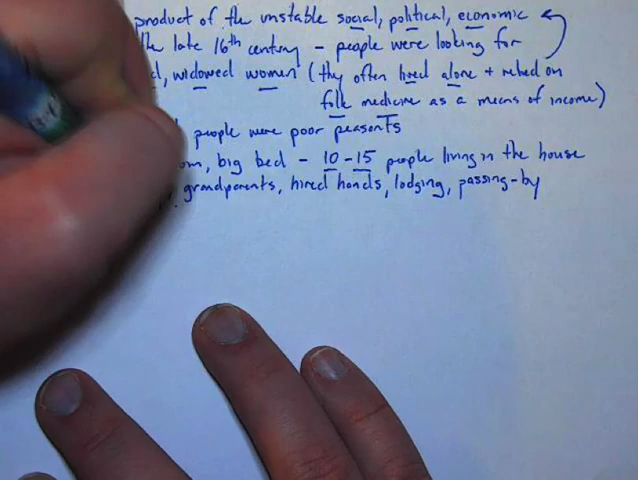 product of the unstable social, political, economic
the late 16th century - people were looking for
widowed women (they often lived alone + relied on
folk medicine as a means of income)
people were poor peasants
big bed - 10-15 people living in the house
grandparents, hired hands, lodging, passing-by